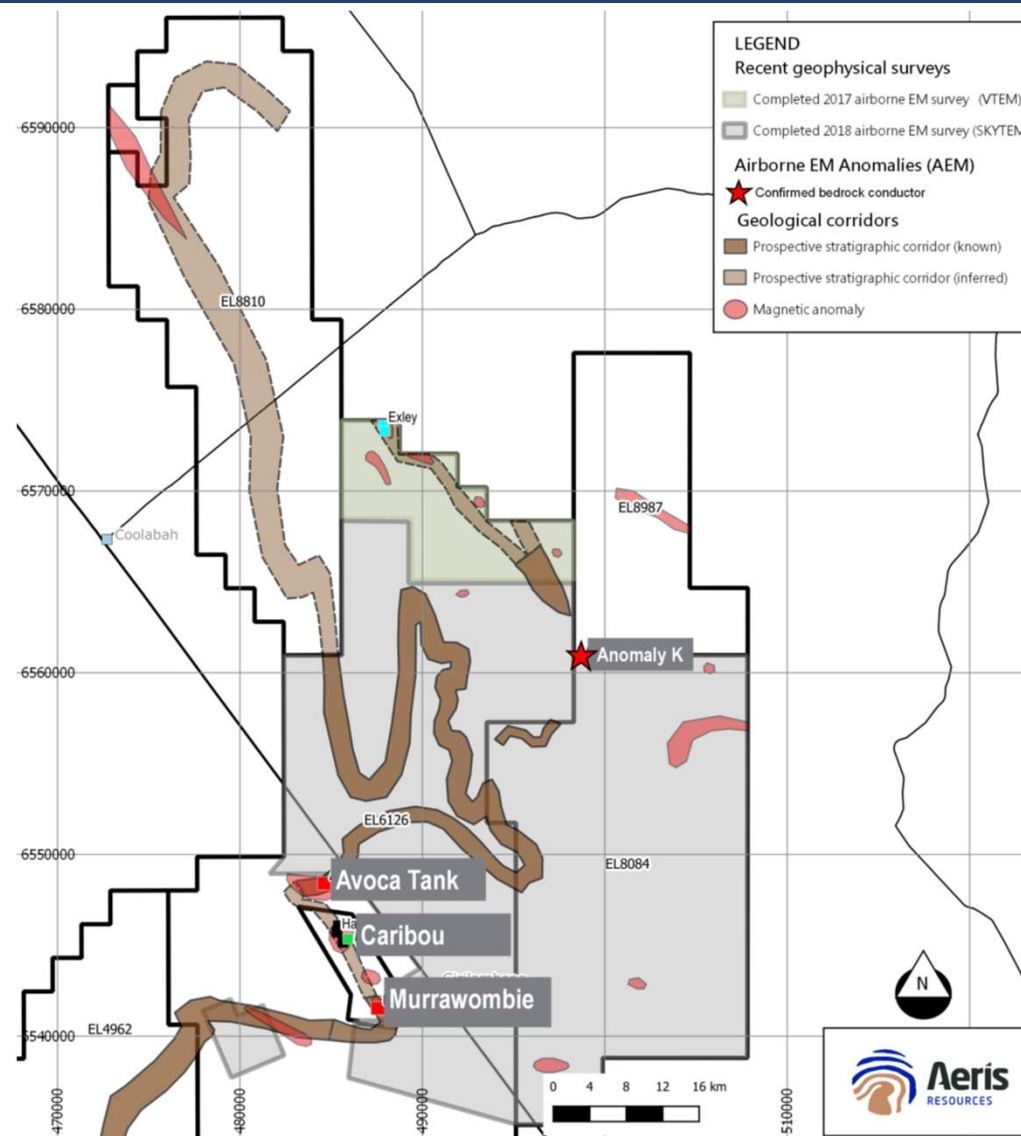 LEGEND
Recent geophysical surveys
Completed 2017 airborne EM survey (VTEM)
Completed 2018 airborne EM survey (SKYTEM
Airborne EM Anomalies (AEM)
Confirmed bedrock conductor
Geological corridors
Prospective stratigraphic corridor (known)
Prospective stratigraphic corridor (inferred)
Magnetic anomaly
6590000
EL8810
6580000
Exley
6570000
EL8987
Coolabah
Anomaly K
6560000
EL6126
6550000
EL8084
Avoca Tank
Ha
Caribou
Murrawombie
EL4962
6540000
N
0 4 8 12 16 km
470000
480000
490000
510000
Aeris
RESOURCES